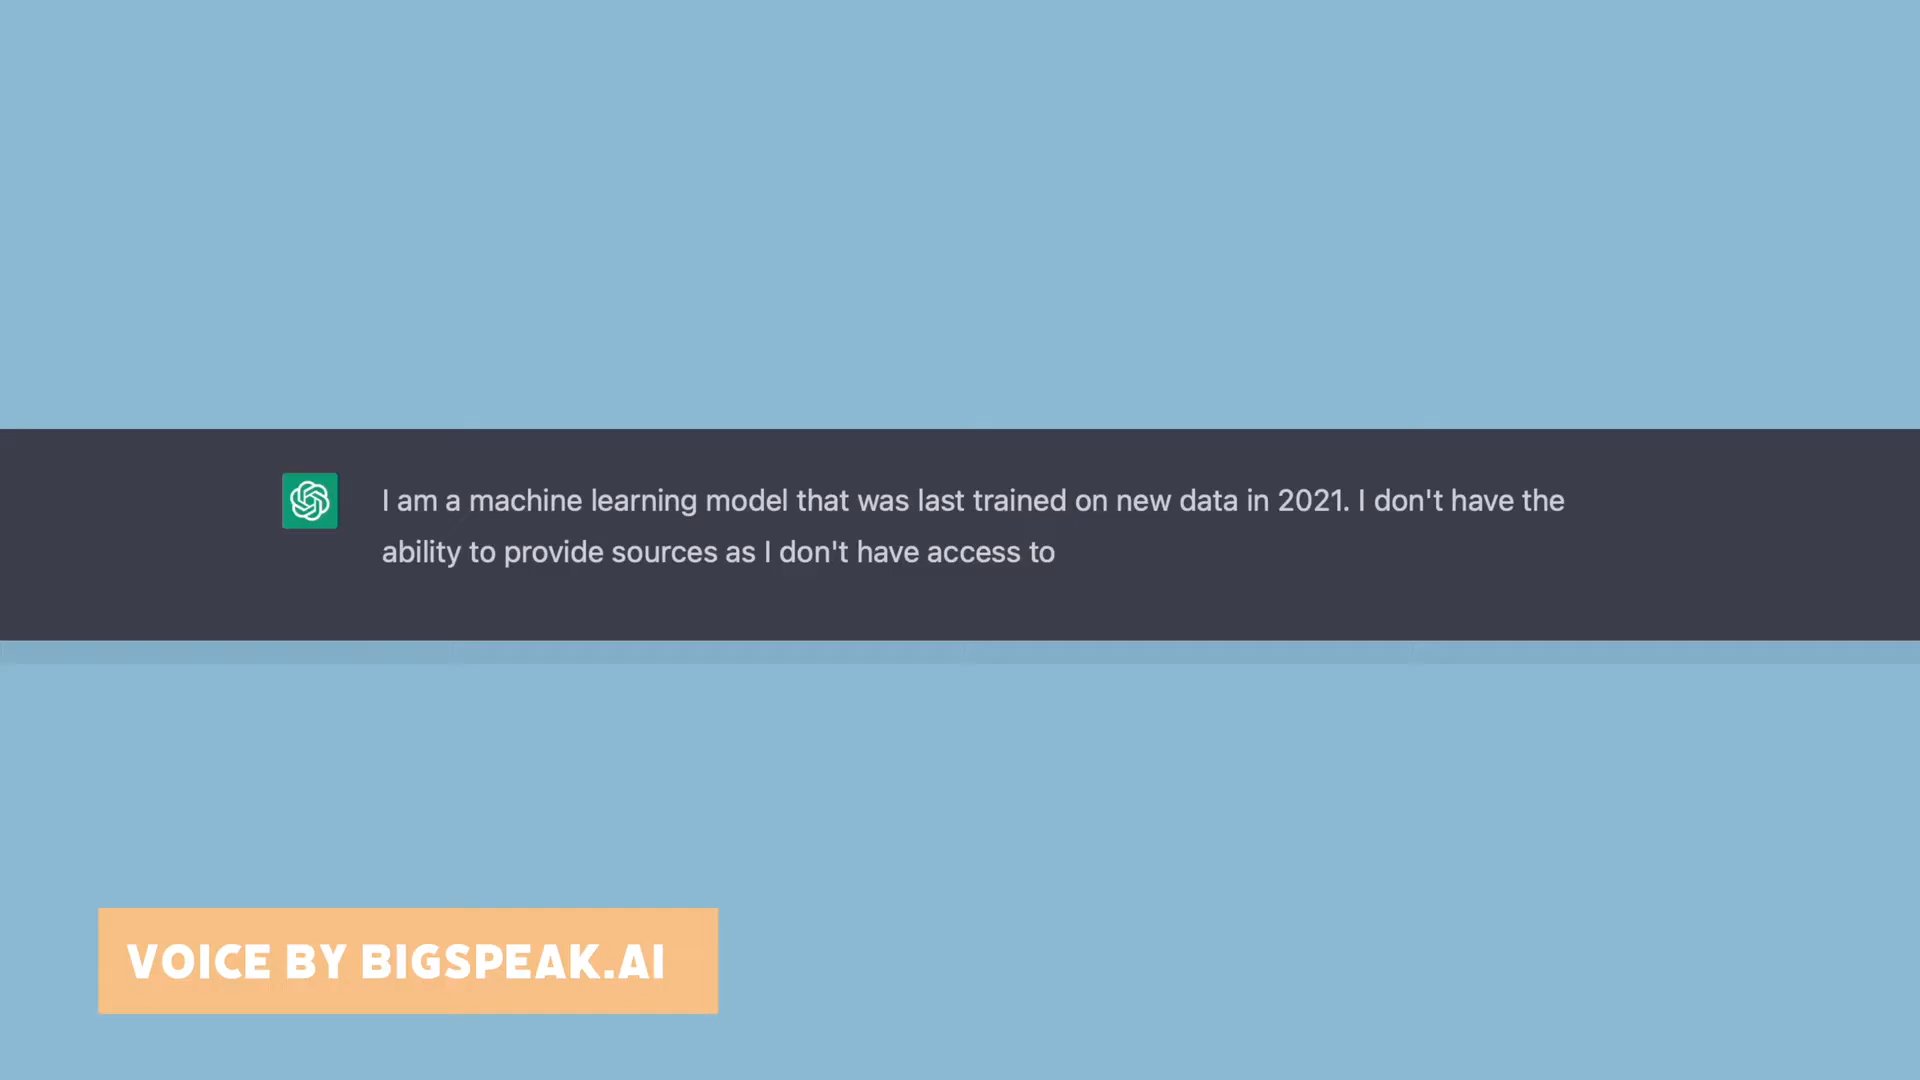 I am a machine learning model that was last trained on new data in 2021. I don't have the
ability to provide sources as I don't have access to
VOICE BY BIGSPEAK.AI